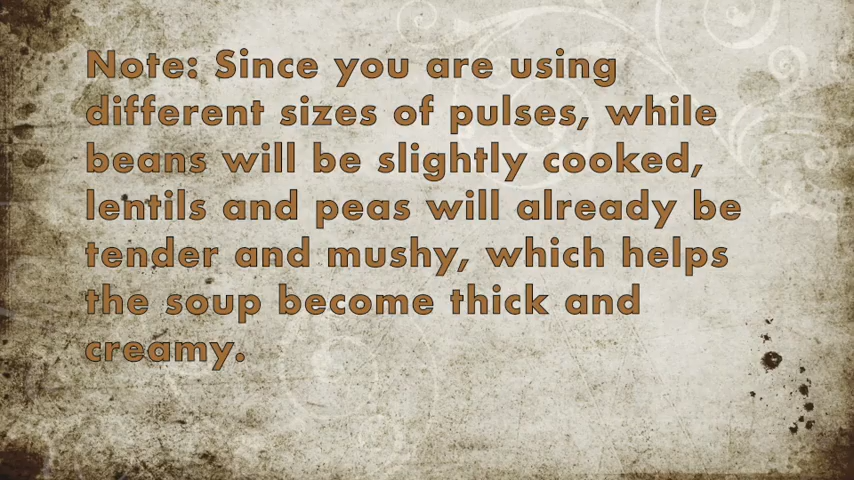 Note: Since you are using
different sizes of pulses, while
beans will be slightly cooked,
lentils and peas will already be
tender and mushy, which helps
the soup become thick and
creamy.